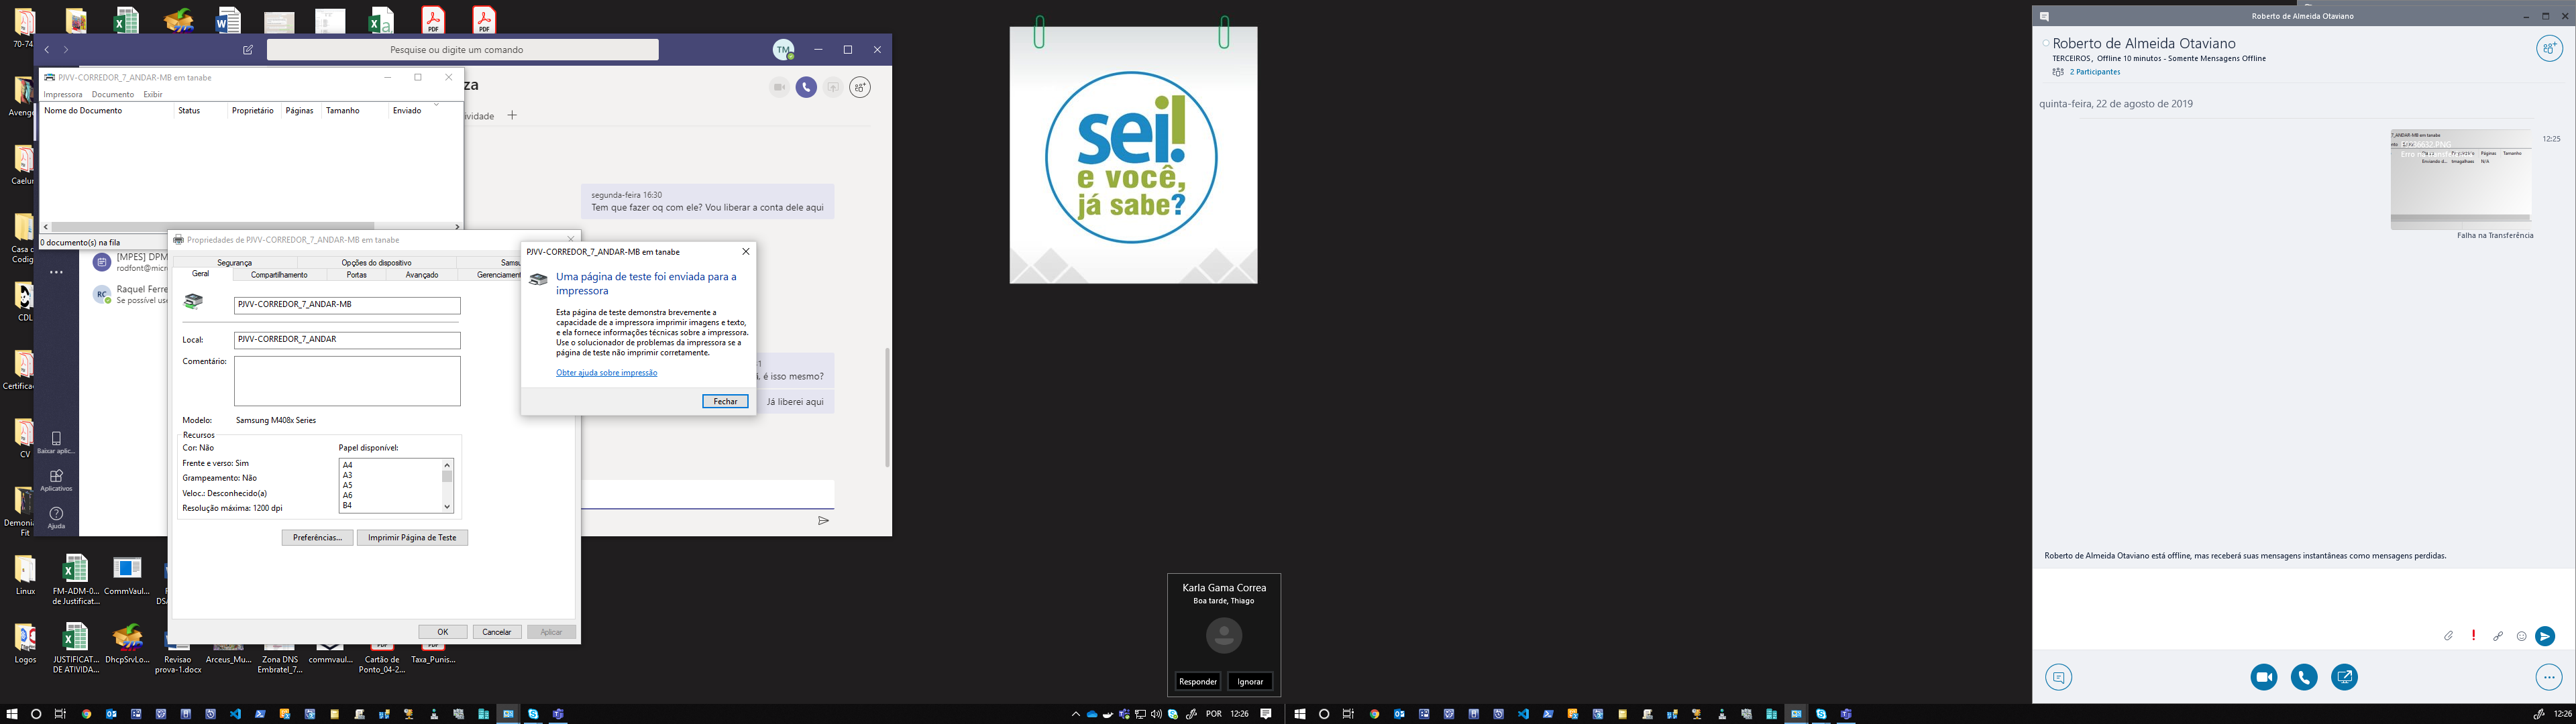 70-74
Aveng
Caelu
Casa
Codig
CDL
Certifica
CV
Demoni
Fit
Linux
FM-ADM-0...
de Justificat...
CommVaul...
Logos
JUSTIFICAT...
DE ATIVIDA...
DhcpSrvLo...
Revisao
prova-1.docx
Arceus_Mu...
Zona DNS
Embratel_7...
commvaul...
Cartão de
Ponto_04-2...
Taxa_Punis...
Pesquise ou digite um comando
TM
za
ividade
segunda-feira 16:30
Tem que fazer oq com ele? Vou liberar a conta dele aqui
, é isso mesmo?
Já liberei aqui
[MPES] DPM
rodfont@micr
RC
Raquel Ferre
Se possível us
Baixar aplic...
Aplicativos
Ajuda
PJVV-CORREDOR_7_ANDAR-MB em tanabe
Impressora Documento Exibir
Nome do Documento Status Proprietário Páginas Tamanho Enviado
0 documento(s) na fila
Propriedades de PJVV-CORREDOR_7_ANDAR-MB em tanabe
Segurança Opções do dispositivo Samsu
Geral Compartilhamento Portas Avançado Gerenciament
PJVV-CORREDOR_7_ANDAR-MB
Local: PJVV-CORREDOR_7_ANDAR
Comentário:
Modelo: Samsung M408x Series
Recursos
Cor: Não
Frente e verso: Sim
Grampeamento: Não
Veloc.: Desconhecido(a)
Resolução máxima: 1200 dpi
Papel disponível:
A4
A3
A5
A6
B4
Preferências... Imprimir Página de Teste
OK Cancelar Aplicar
PJVV-CORREDOR_7_ANDAR-MB em tanabe
Uma página de teste foi enviada para a
impressora
Esta página de teste demonstra brevemente a
capacidade de a impressora imprimir imagens e texto,
e ela fornece informações técnicas sobre a impressora.
Use o solucionador de problemas da impressora se a
página de teste não imprimir corretamente.
Obter ajuda sobre impressão
Fechar
sei!
e você,
já sabe?
Karla Gama Correa
Boa tarde, Thiago
Responder Ignorar
POR 12:26
Roberto de Almeida Otaviano
Roberto de Almeida Otaviano
TERCEIROS, Offline 10 minutos - Somente Mensagens Offline
2 Participantes
quinta-feira, 22 de agosto de 2019
12:25
7_ANDAR-MB em tanabe
Páginas Tamanho
Enviando d... N/A
Falha na Transferência
Roberto de Almeida Otaviano está offline, mas receberá suas mensagens instantâneas como mensagens perdidas.
12:26